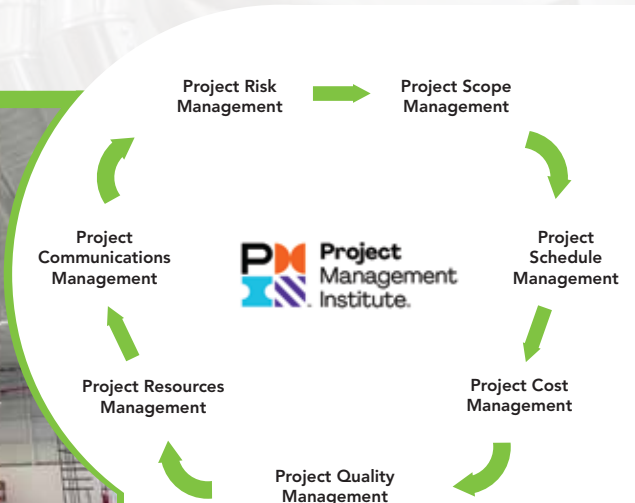 Project Risk
Management
Project Scope
Management
Project
Schedule
Management
Project Cost
Management
Project Quality
Management
Project Resources
Management
Project
Communications
Management
PM
Project
Management
Institute.